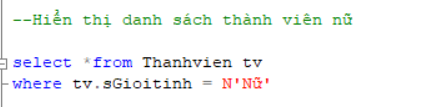 --Hiển thị danh sách thành viên nữ
select *from Thanhvien tv
where tv.sGioitinh = N'Nữ'